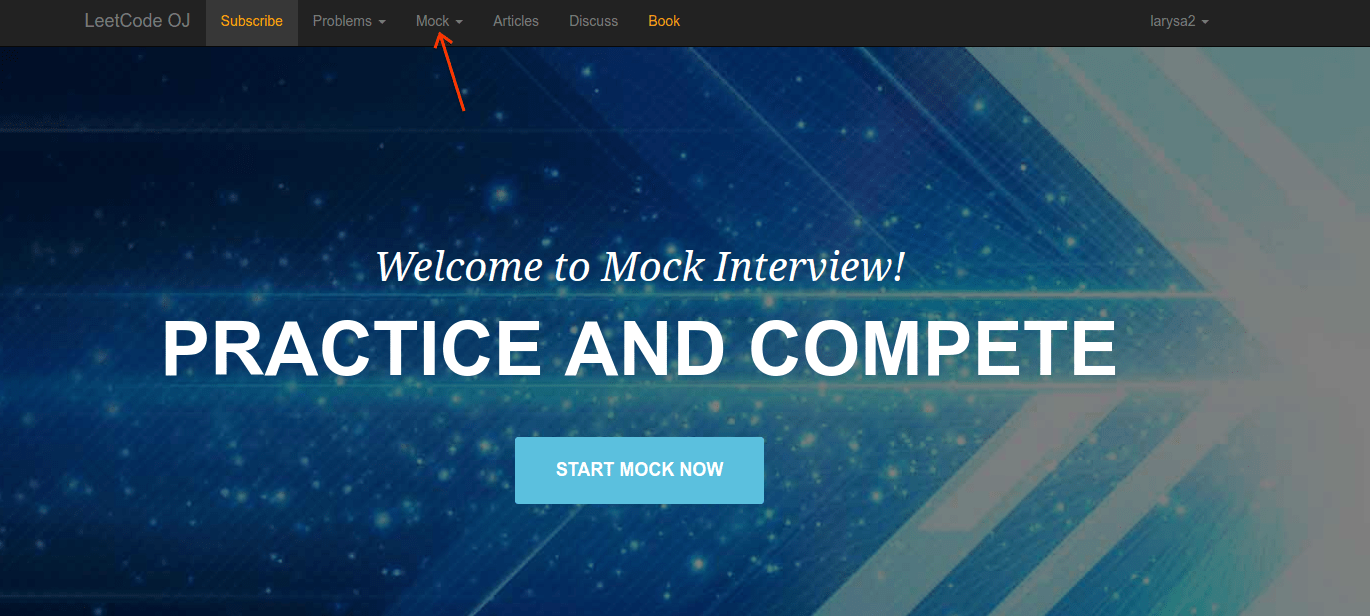 LeetCode OJ Subscribe Problems Mock Articles Discuss Book larysa2
Welcome to Mock Interview!
PRACTICE AND COMPETE
START MOCK NOW